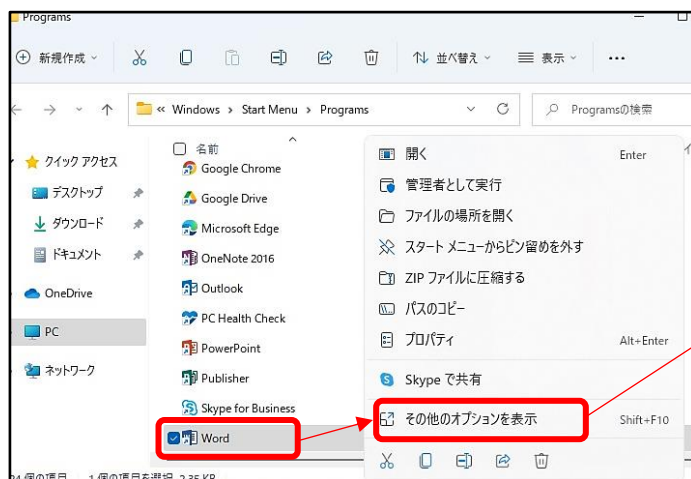 Programs
新規作成
並べ替え
表示
« Windows › Start Menu › Programs
Programsの検索
クイック アクセス
デスクトップ
ダウンロード
ドキュメント
OneDrive
PC
ネットワーク
名前
Google Chrome
Google Drive
Microsoft Edge
OneNote 2016
Outlook
PC Health Check
PowerPoint
Publisher
Skype for Business
Word
開く Enter
管理者として実行
ファイルの場所を開く
スタート メニューからピン留めを外す
ZIP ファイルに圧縮する
パスのコピー
プロパティ Alt+Enter
Skype で共有
その他のオプションを表示 Shift+F10
個の項目 1 個の項目を選択 2.35 KB